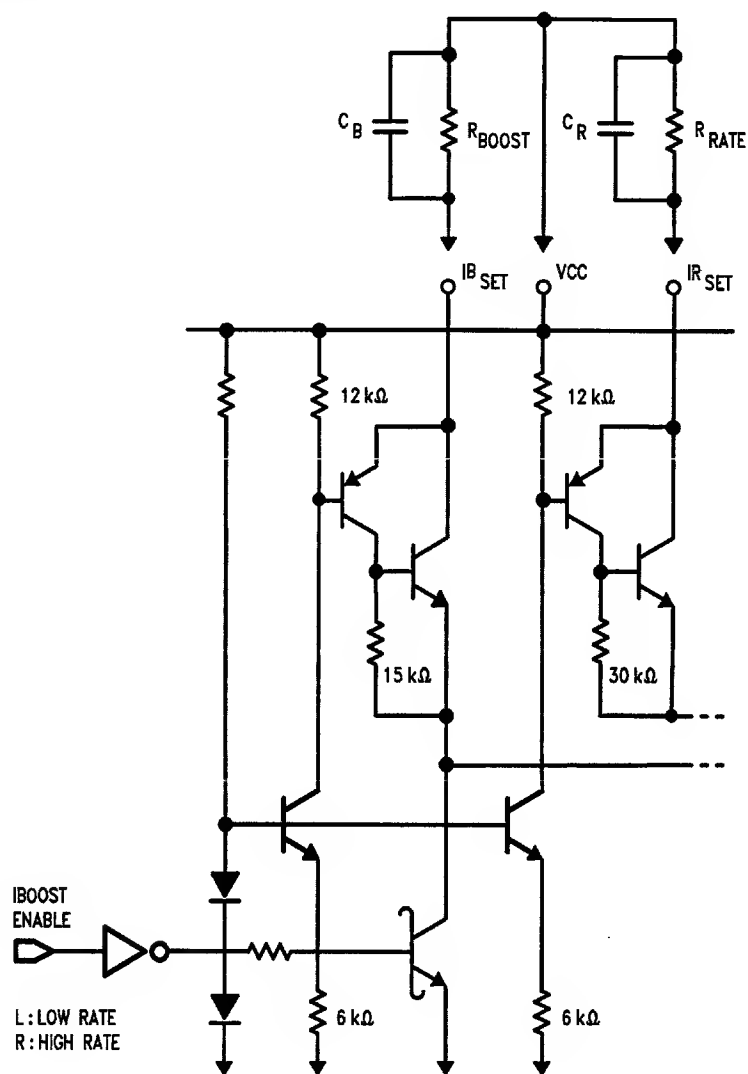 C B
R BOOST
C R
R RATE
IB SET
VCC
IR SET
12 kΩ
12 kΩ
15 kΩ
30 kΩ
IBOOST
ENABLE
L: LOW RATE
R: HIGH RATE
6 kΩ
6 kΩ